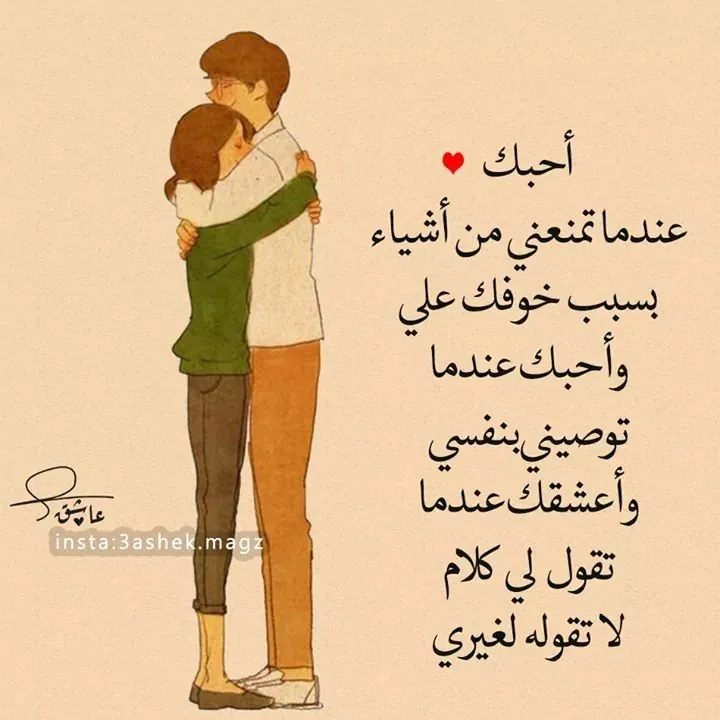 أحبك ♥
عندما تمنعني من أشياء
بسبب خوفك علي
وأحبك عندما
توصيني بنفسي
وأعشقك عندما
تقول لي كلام
لا تقوله لغيري
عاشق
insta:3ashek.magz